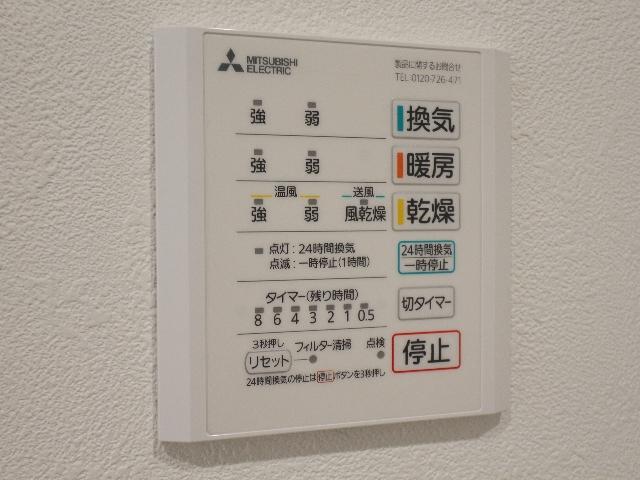 MITSUBISHI
ELECTRIC
製品に関するお問合せ
TEL:0120-726-471
強 弱 換気
強 弱 暖房
温風 送風
強 弱 風乾燥 乾燥
点灯:24時間換気
点滅:一時停止(1時間)
24時間換気
一時停止
タイマー(残り時間)
8 6 4 3 2 1 0.5
切タイマー
3秒押し
リセット フィルター清掃 点検
停止
24時間換気の停止は停止ボタンを3秒押し